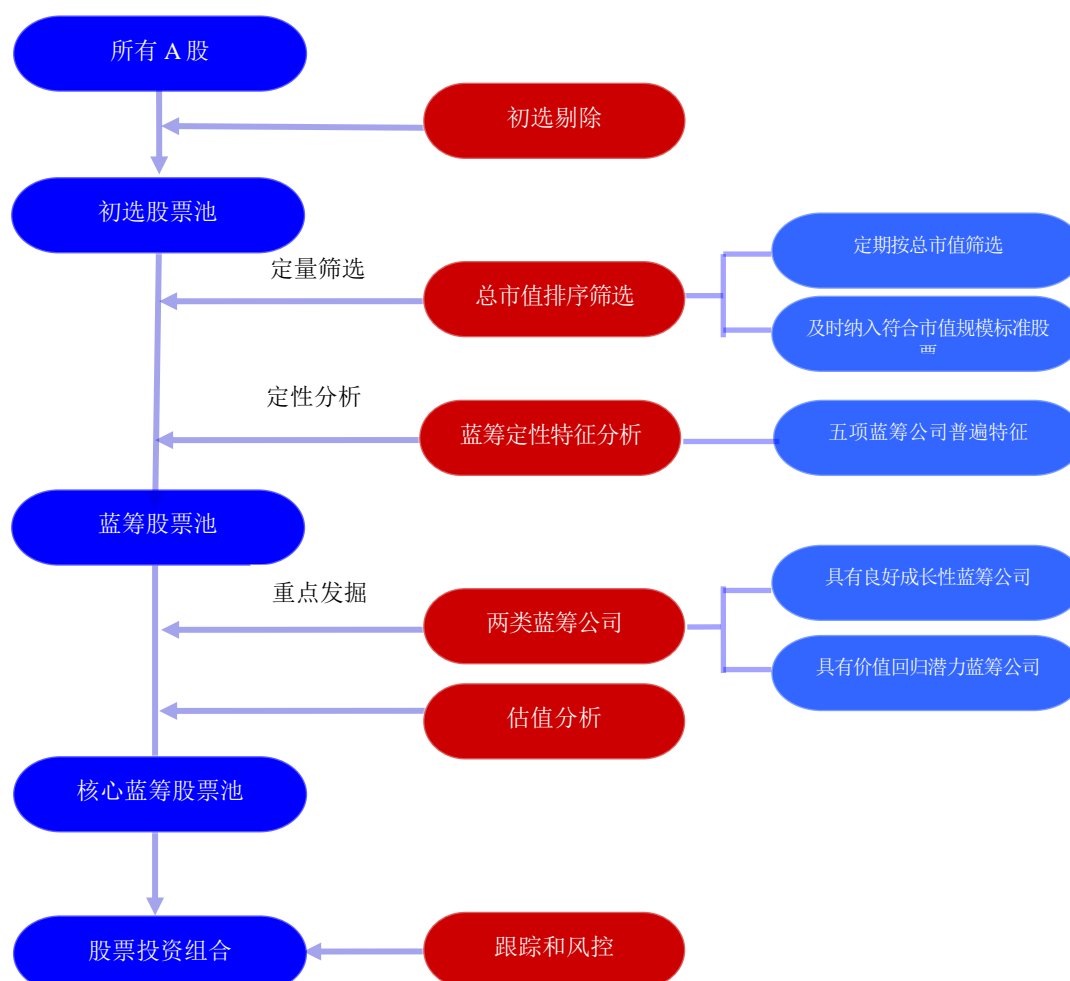 所有 A 股
初选剔除
初选股票池
定量筛选
总市值排序筛选
定期按总市值筛选
及时纳入符合市值规模标准股
票
定性分析
蓝筹定性特征分析
五项蓝筹公司普遍特征
蓝筹股票池
重点发掘
两类蓝筹公司
具有良好成长性蓝筹公司
具有价值回归潜力蓝筹公司
估值分析
核心蓝筹股票池
股票投资组合
跟踪和风控